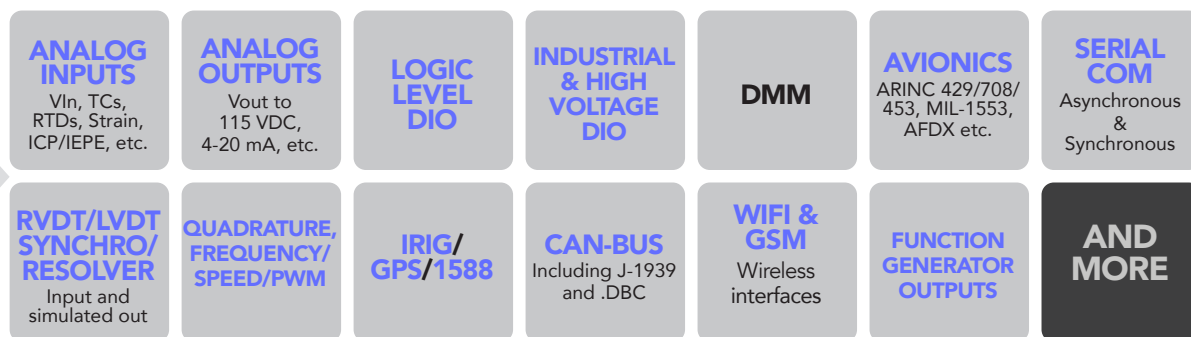 ANALOG
INPUTS
VIn, TCs,
RTDs, Strain,
ICP/IEPE, etc.
ANALOG
OUTPUTS
Vout to
115 VDC,
4-20 mA, etc.
LOGIC
LEVEL
DIO
INDUSTRIAL
& HIGH
VOLTAGE
DIO
DMM
AVIONICS
ARINC 429/708/
453, MIL-1553,
AFDX etc.
SERIAL
COM
Asynchronous
&
Synchronous
RVDT/LVDT
SYNCHRO/
RESOLVER
Input and
simulated out
QUADRATURE,
FREQUENCY/
SPEED/PWM
IRIG/
GPS/1588
CAN-BUS
Including J-1939
and .DBC
WIFI &
GSM
Wireless
interfaces
FUNCTION
GENERATOR
OUTPUTS
AND
MORE